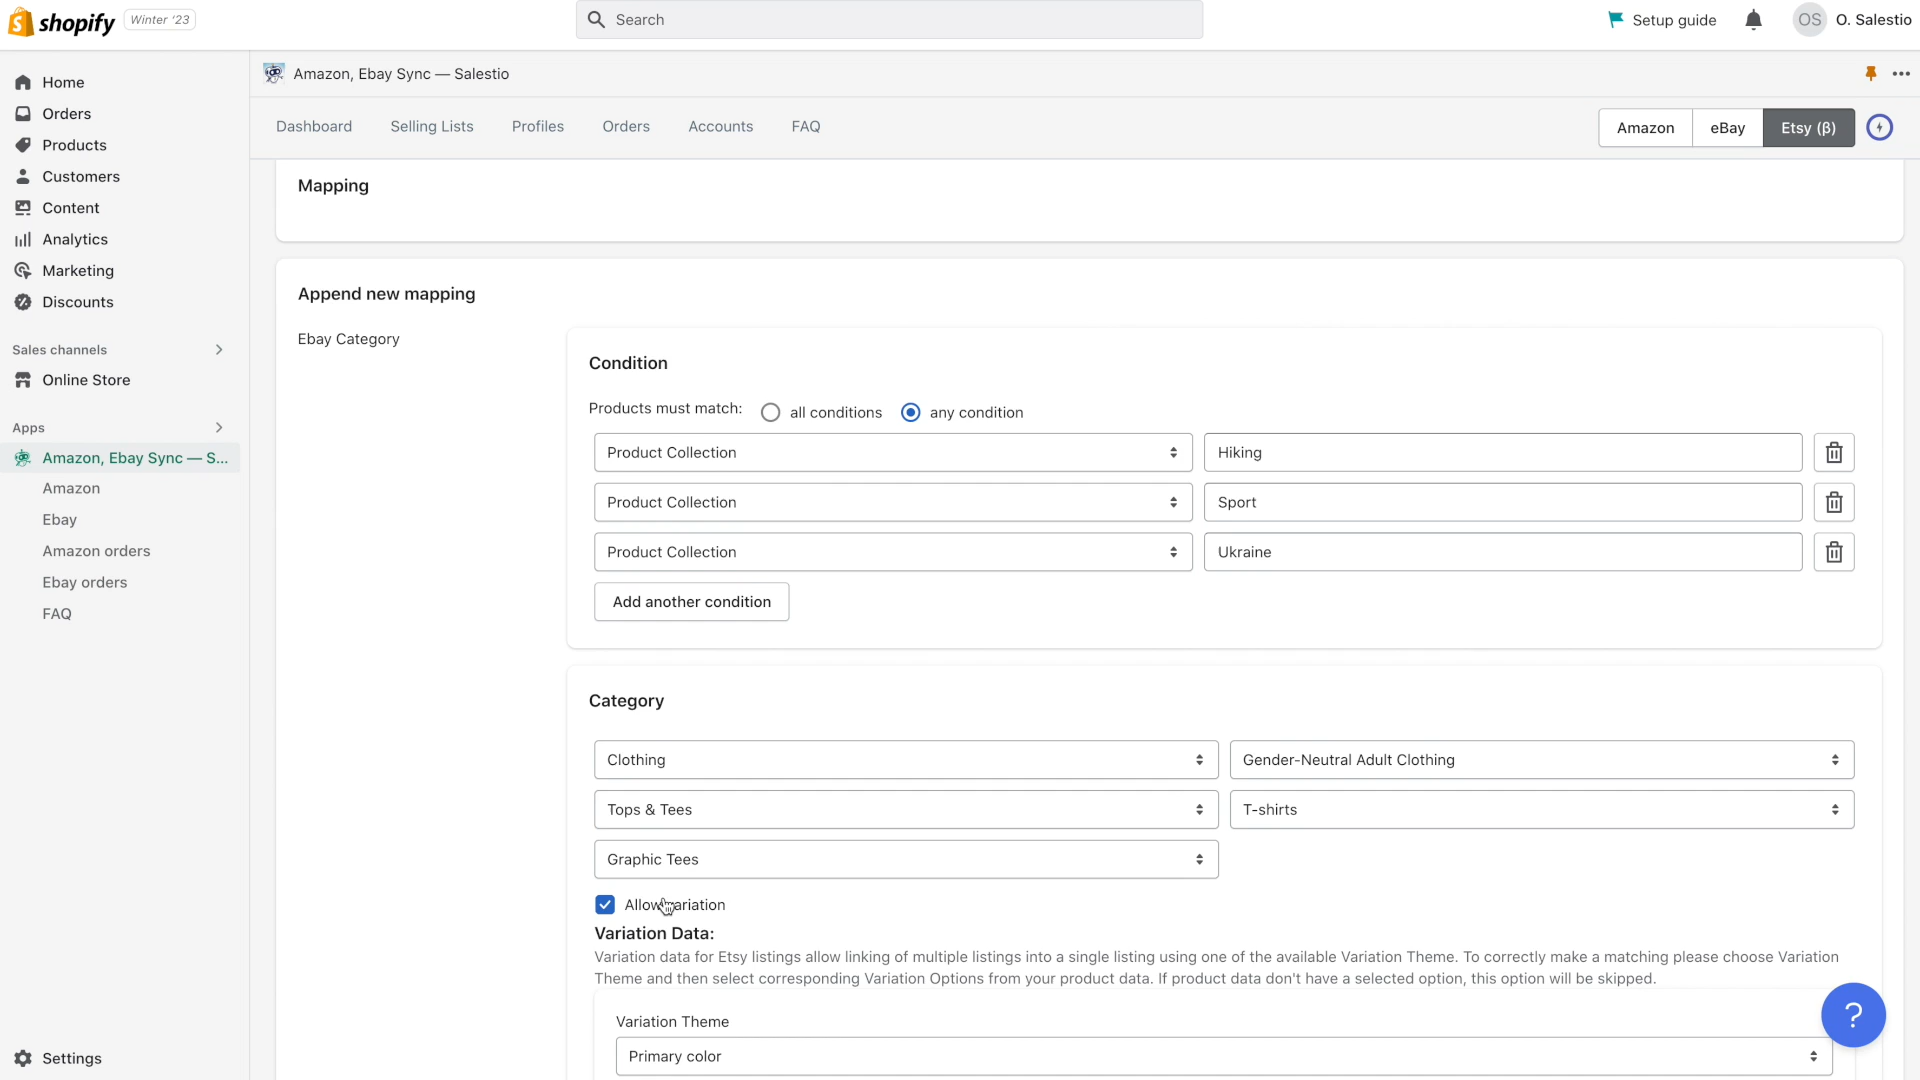 shopify Winter '23
Search
Setup guide
OS O. Salestio
Home
Orders
Products
Customers
Content
Analytics
Marketing
Discounts
Sales channels
Online Store
Apps
Amazon, Ebay Sync — S...
Amazon
Ebay
Amazon orders
Ebay orders
FAQ
Settings
Amazon, Ebay Sync — Salestio
Dashboard Selling Lists Profiles Orders Accounts FAQ
Amazon eBay Etsy (β)
Mapping
Append new mapping
Ebay Category
Condition
Products must match: all conditions any condition
Product Collection Hiking
Product Collection Sport
Product Collection Ukraine
Add another condition
Category
Clothing Gender-Neutral Adult Clothing
Tops & Tees T-shirts
Graphic Tees
Allow variation
Variation Data:
Variation data for Etsy listings allow linking of multiple listings into a single listing using one of the available Variation Theme. To correctly make a matching please choose Variation
Theme and then select corresponding Variation Options from your product data. If product data don't have a selected option, this option will be skipped.
Variation Theme
Primary color
?